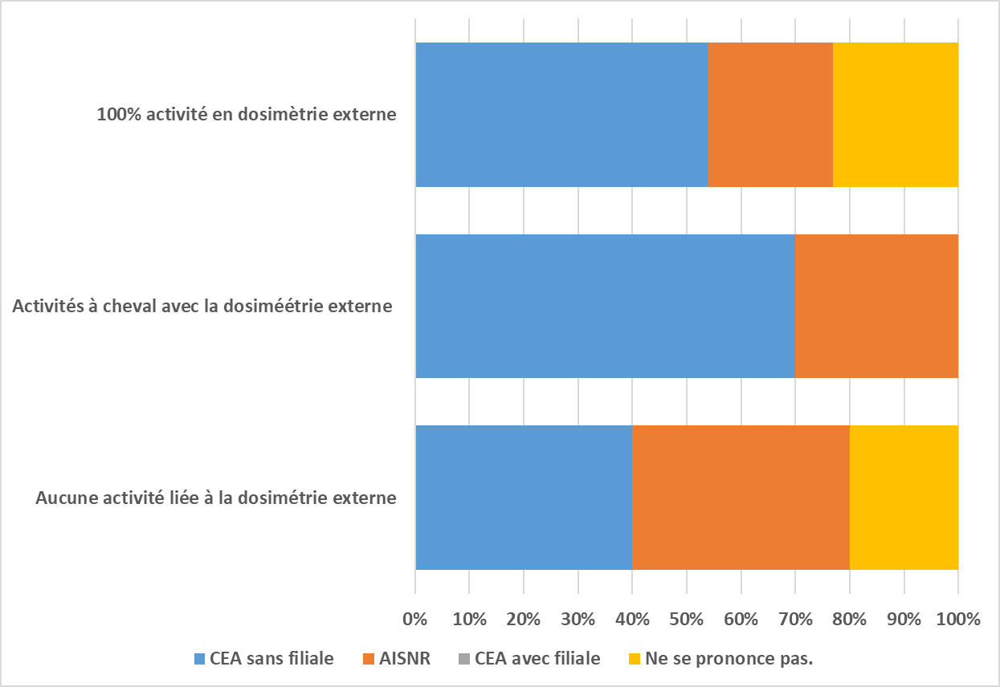 100% activité en dosimètrie externe
Activités à cheval avec la dosiméétrie externe
Aucune activité liée à la dosimétrie externe
0% 10% 20% 30% 40% 50% 60% 70% 80% 90% 100%
CEA sans filiale AISNR CEA avec filiale Ne se prononce pas.